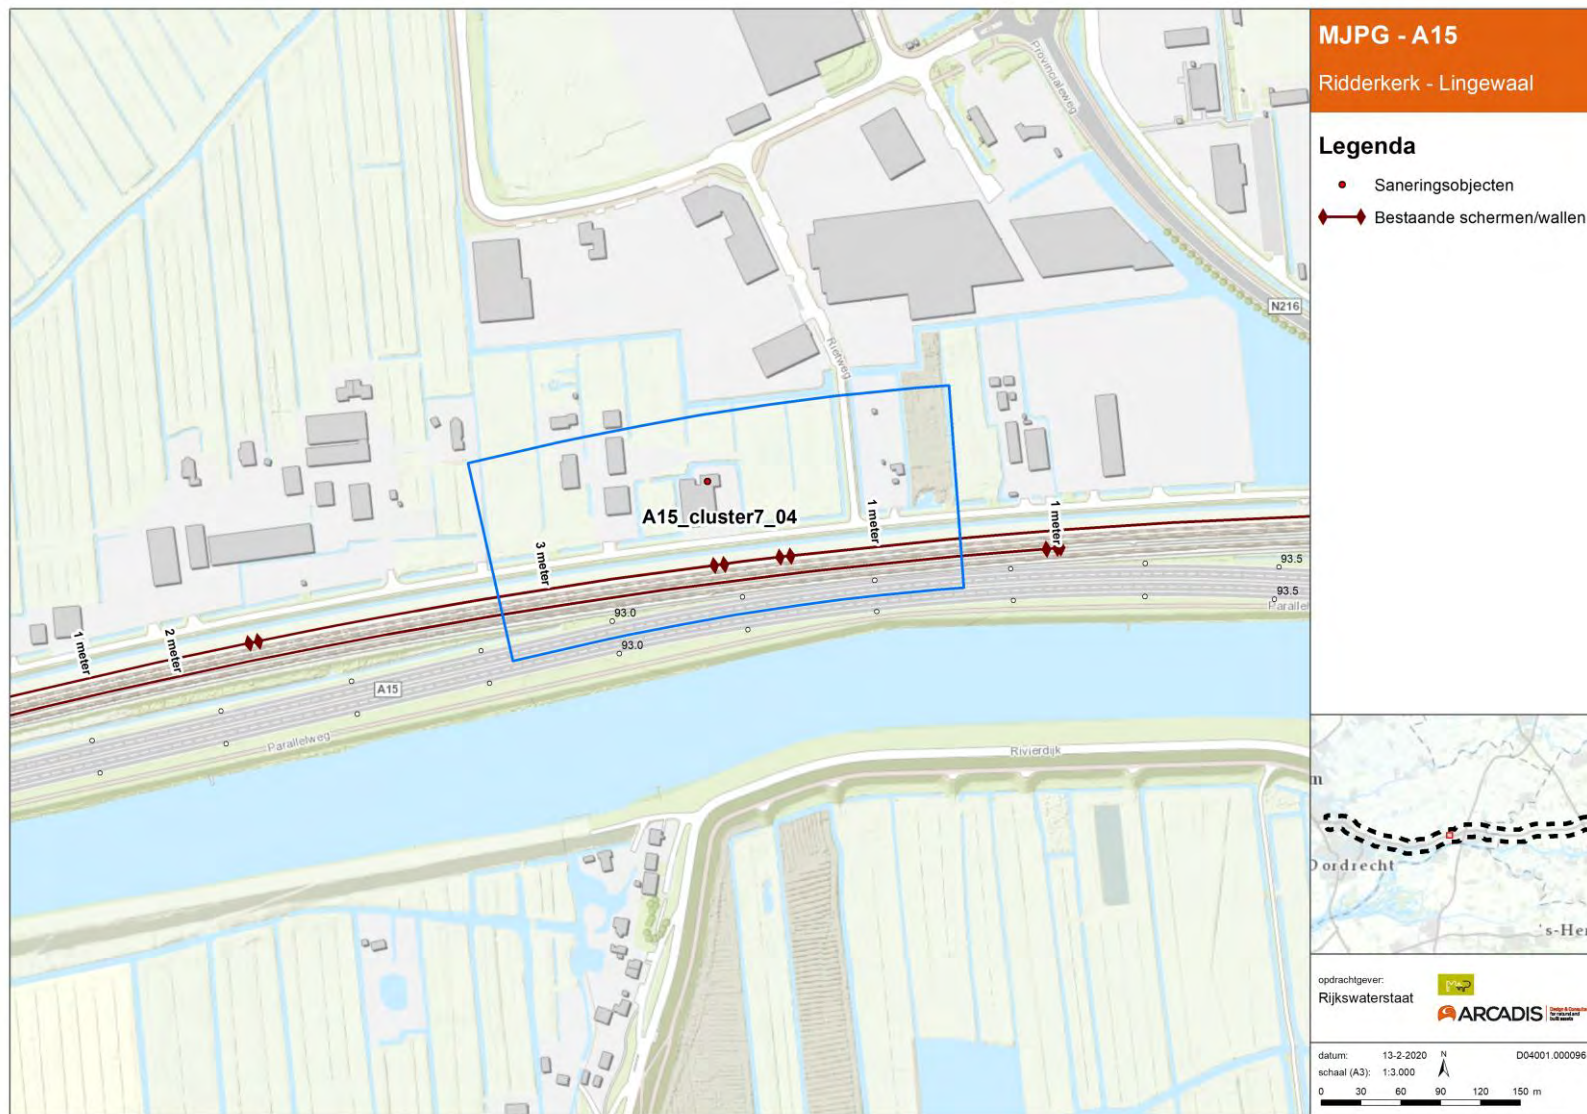 MJPG - A15
Ridderkerk - Lingewaal
Legenda
Saneringsobjecten
Bestaande schermen/wallen
Provincialeweg
N216
Rietweg
A15_cluster7_04
1 meter
1 meter
3 meter
2 meter
1 meter
93.5
93.5
93.0
93.0
Parallel
A15
Parallelweg
Rivierdijk
m
Dordrecht
's-Her
opdrachtgever:
Rijkswaterstaat
ARCADIS
datum: 13-2-2020 N D04001.000096
schaal (A3): 1:3.000
0 30 60 90 120 150 m